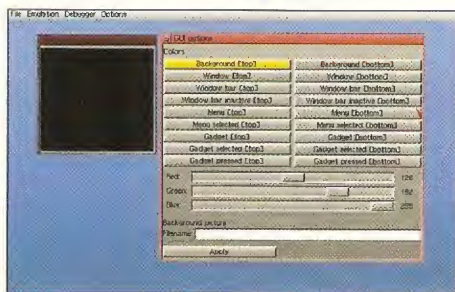 File Emulation Debugger Options
GUI options
Colors
Background [top] Background [bottom]
Window [top] Window [bottom]
Window bar [top] Window bar [bottom]
Window bar inactive [top] Window bar inactive [bottom]
Menu [top] Menu [bottom]
Menu selected [top] Menu selected [bottom]
Gadget [top] Gadget [bottom]
Gadget selected [top] Gadget selected [bottom]
Gadget pressed [top] Gadget pressed [bottom]
Red: 128
Green: 192
Blue: 255
Background picture
Filename
Apply